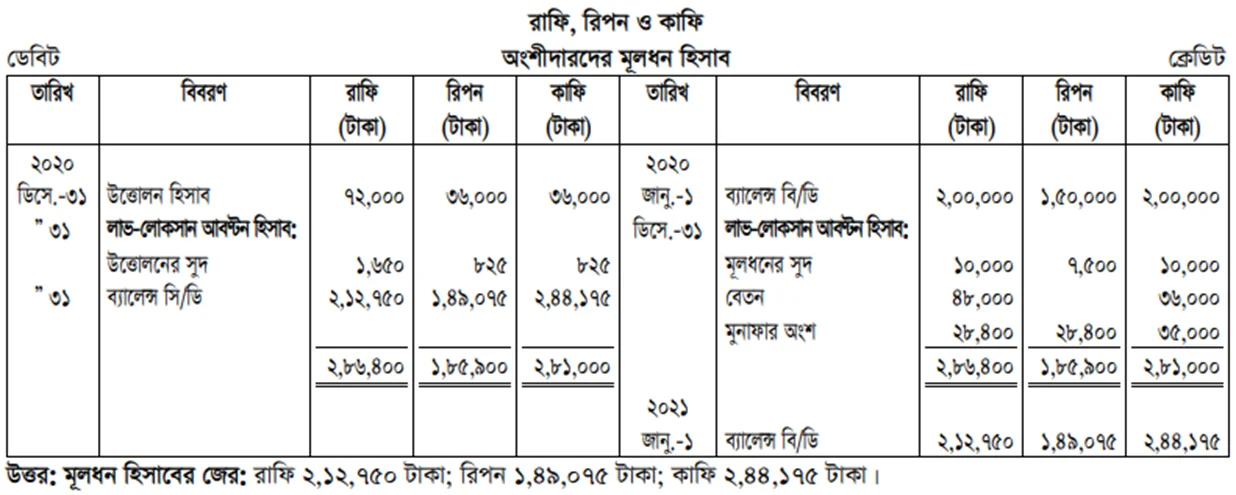 রাফি, রিপন ও কাফি
ডেবিট অংশীদারদের মূলধন হিসাব ক্রেডিট
তারিখ বিবরণ রাফি (টাকা) রিপন (টাকা) কাফি (টাকা) তারিখ বিবরণ রাফি (টাকা) রিপন (টাকা) কাফি (টাকা)
২০২০ ২০২০
ডিসে.-৩১ উত্তোলন হিসাব ৭২,০০০ ৩৬,০০০ ৩৬,০০০ জানু.-১ ব্যালেন্স বি/ডি ২,০০,০০০ ১,৫০,০০০ ২,০০,০০০
" ৩১ লাভ-লোকসান আবণ্টন হিসাব: ডিসে.-৩১ লাভ-লোকসান আবণ্টন হিসাব:
উত্তোলনের সুদ ১,৬৫০ ৮২৫ ৮২৫ মূলধনের সুদ ১০,০০০ ৭,৫০০ ১০,০০০
" ৩১ ব্যালেন্স সি/ডি ২,১২,৭৫০ ১,৪৯,০৭৫ ২,৪৪,১৭৫ বেতন ৪৮,০০০ ৩৬,০০০
মুনাফার অংশ ২৮,৪০০ ২৮,৪০০ ৩৫,০০০
২,৮৬,৪০০ ১,৮৫,৯০০ ২,৮১,০০০ ২,৮৬,৪০০ ১,৮৫,৯০০ ২,৮১,০০০
২০২১
জানু.-১ ব্যালেন্স বি/ডি ২,১২,৭৫০ ১,৪৯,০৭৫ ২,৪৪,১৭৫
উত্তর: মূলধন হিসাবের জের: রাফি ২,১২,৭৫০ টাকা; রিপন ১,৪৯,০৭৫ টাকা; কাফি ২,৪৪,১৭৫ টাকা।